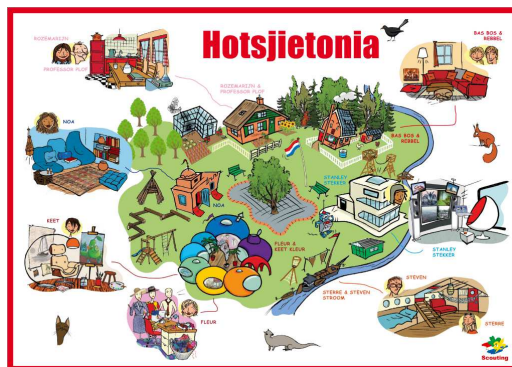 Hotsjietonia
ROZEMARIJN
PROFESSOR PLOF
BAS BOS &
REBBEL
ROZEMARIJN &
PROFESSOR PLOF
NOA
BAS BOS &
REBBEL
STANLEY
STEKKER
NOA
KEET
FLEUR &
KEET KLEUR
STANLEY
STEKKER
STEVEN
STERRE & STEVEN
STROOM
FLEUR
STERRE
Scouting